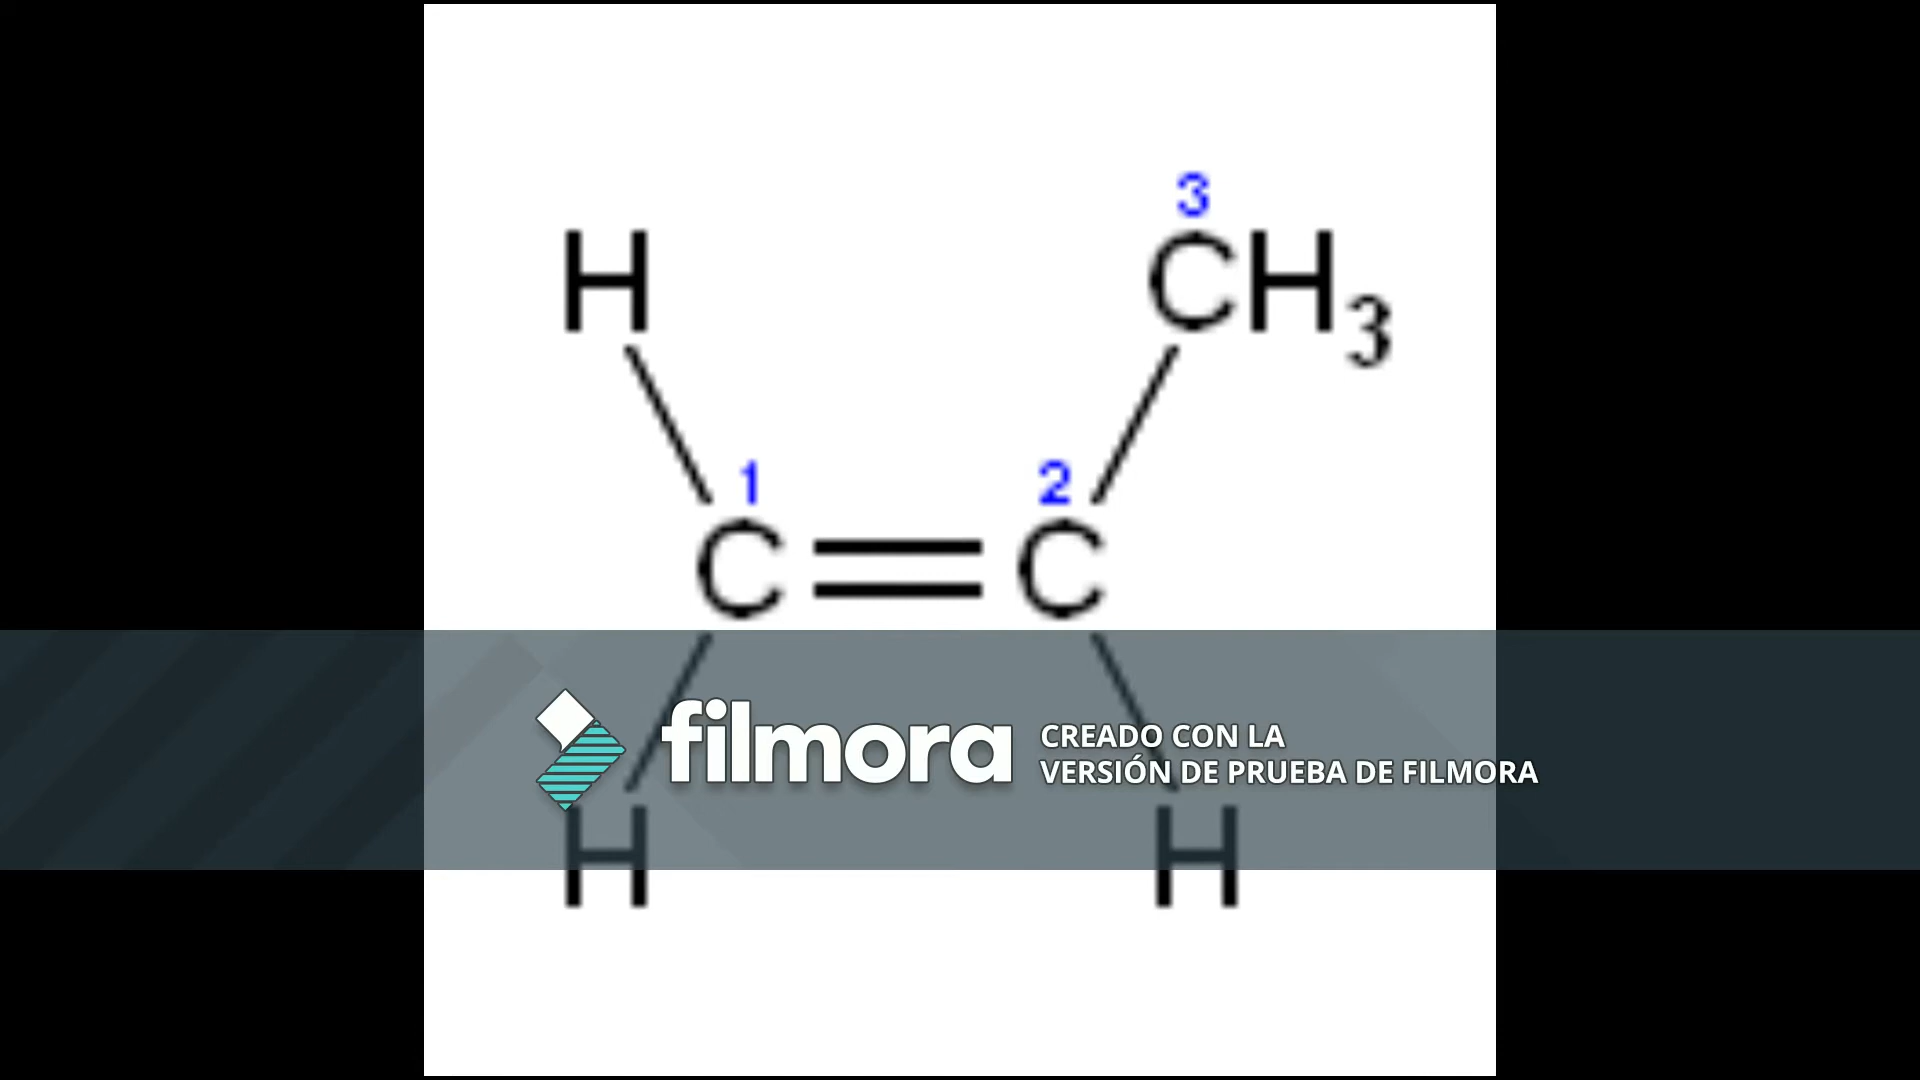 3
H CH3
1 2
C C
filmora
CREADO CON LA
VERSIÓN DE PRUEBA DE FILMORA
H H